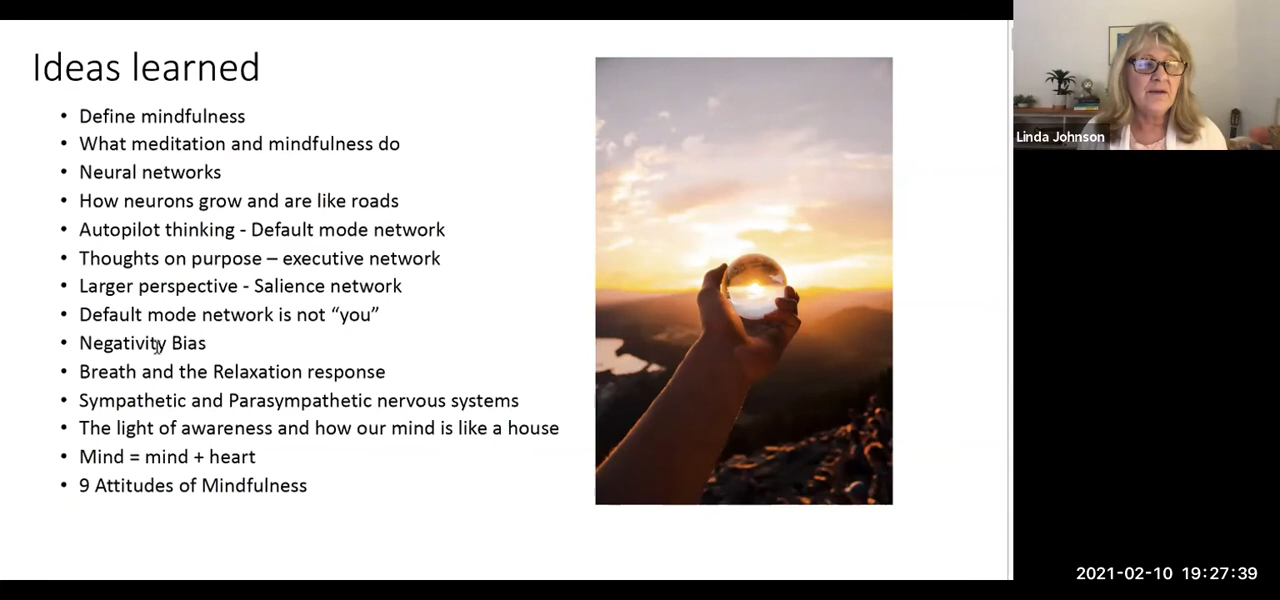 Ideas learned
• Define mindfulness
• What meditation and mindfulness do
• Neural networks
• How neurons grow and are like roads
• Autopilot thinking - Default mode network
• Thoughts on purpose – executive network
• Larger perspective - Salience network
• Default mode network is not “you”
• Negativity Bias
• Breath and the Relaxation response
• Sympathetic and Parasympathetic nervous systems
• The light of awareness and how our mind is like a house
• Mind = mind + heart
• 9 Attitudes of Mindfulness
Linda Johnson
2021-02-10 19:27:39